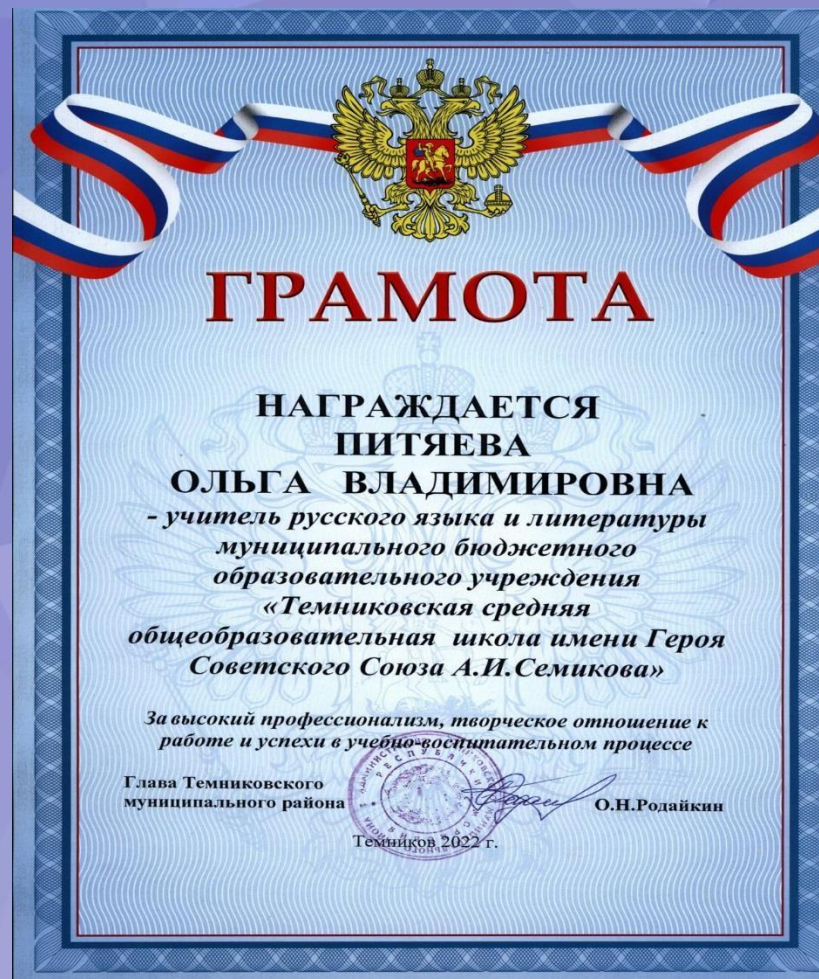 ГРАМОТА
НАГРАЖДАЕТСЯ
ПИТЯЕВА
ОЛЬГА ВЛАДИМИРОВНА
- учитель русского языка и литературы
муниципального бюджетного
образовательного учреждения
«Темниковская средняя
общеобразовательная школа имени Героя
Советского Союза А.И.Семикова»
За высокий профессионализм, творческое отношение к
работе и успехи в учебно-воспитательном процессе
Глава Темниковского
муниципального района
О.Н.Родайкин
Темников 2022 г.